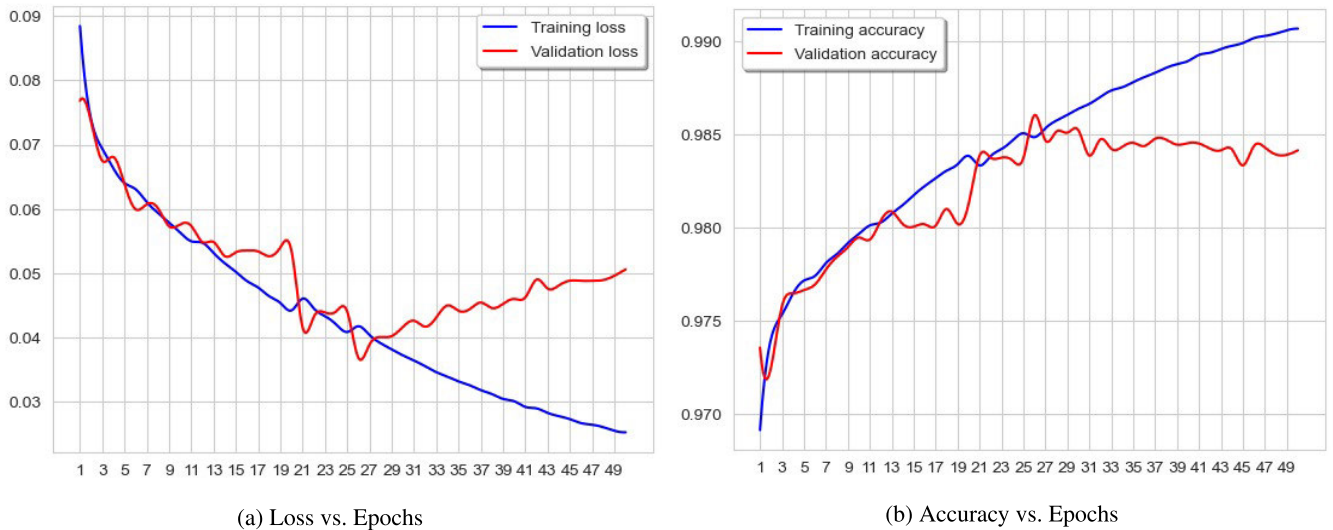 0.09
0.08
0.07
0.06
0.05
0.04
0.03
Training loss
Validation loss
1 3 5 7 9 11 13 15 17 19 21 23 25 27 29 31 33 35 37 39 41 43 45 47 49
(a) Loss vs. Epochs
0.990
0.985
0.980
0.975
0.970
Training accuracy
Validation accuracy
1 3 5 7 9 11 13 15 17 19 21 23 25 27 29 31 33 35 37 39 41 43 45 47 49
(b) Accuracy vs. Epochs